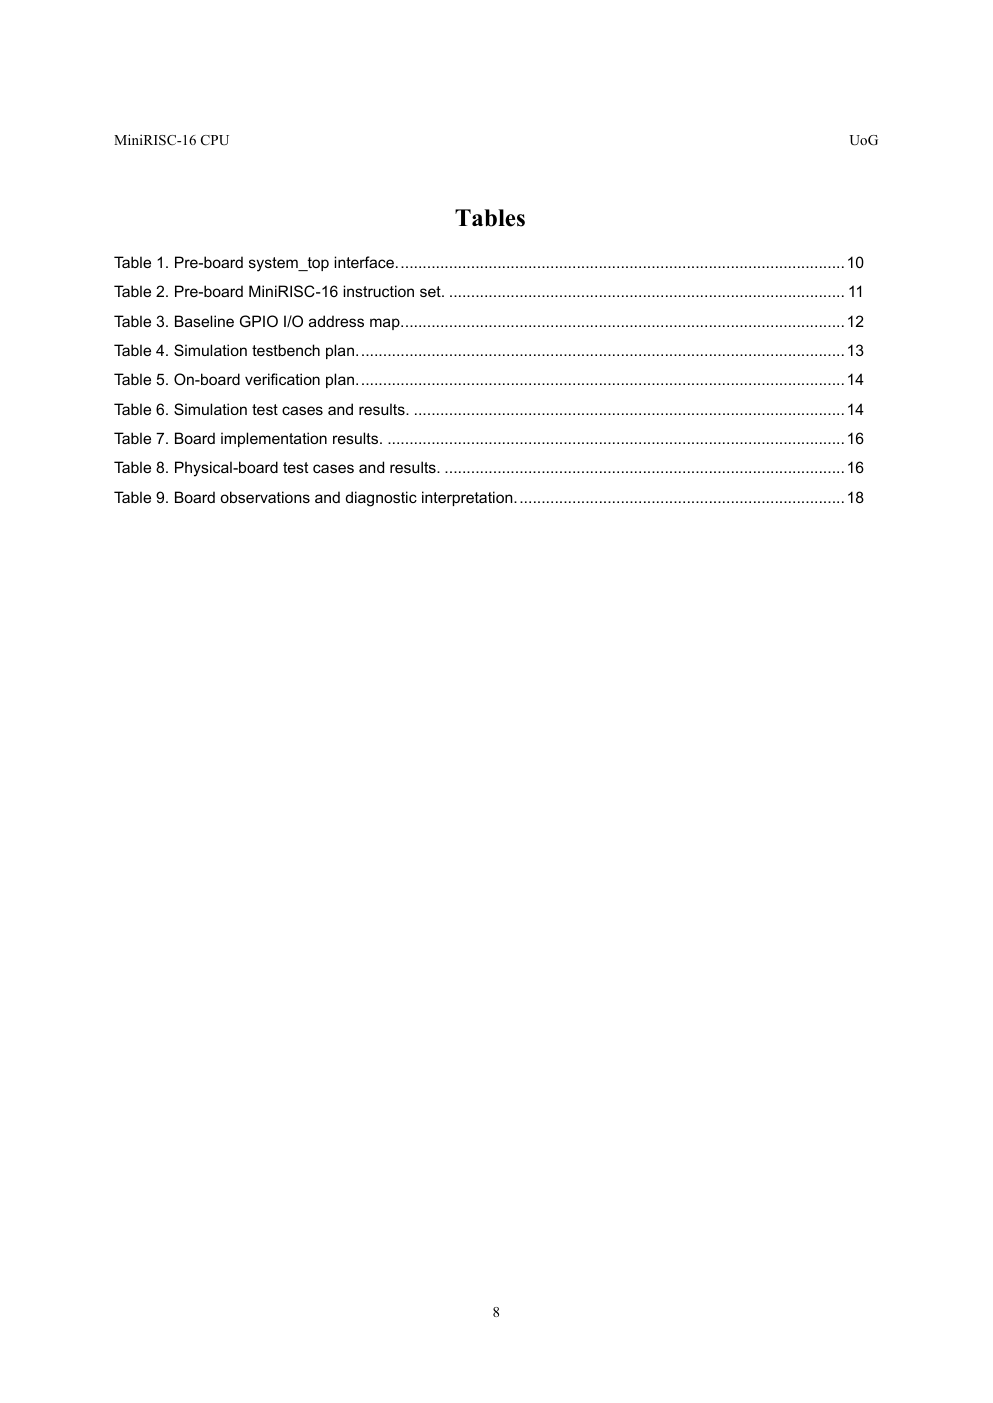 MiniRISC-16 CPU UoG
Tables
Table 1. Pre-board system_top interface. .................................................................................................... 10
Table 2. Pre-board MiniRISC-16 instruction set. .......................................................................................... 11
Table 3. Baseline GPIO I/O address map. .................................................................................................... 12
Table 4. Simulation testbench plan. .............................................................................................................. 13
Table 5. On-board verification plan. .............................................................................................................. 14
Table 6. Simulation test cases and results. .................................................................................................. 14
Table 7. Board implementation results. ........................................................................................................ 16
Table 8. Physical-board test cases and results. ........................................................................................... 16
Table 9. Board observations and diagnostic interpretation. .......................................................................... 18
8